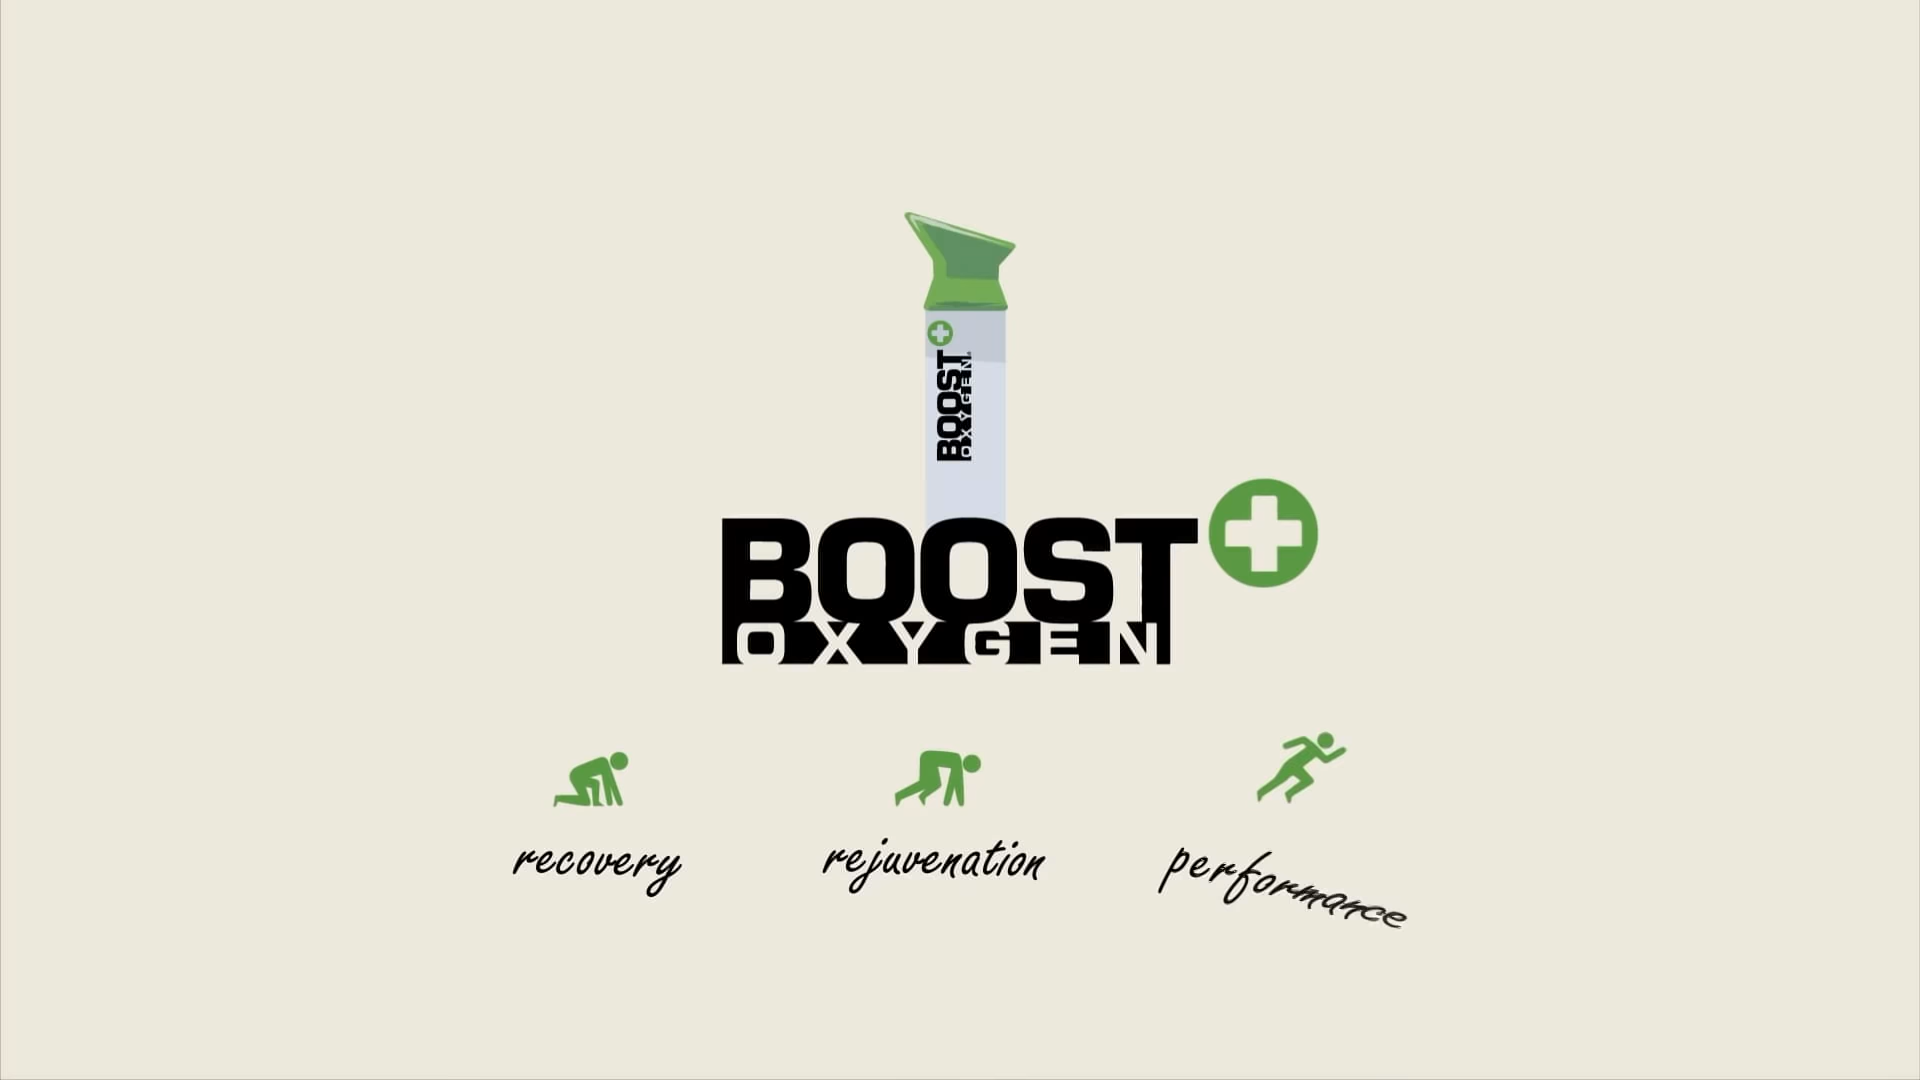 BOOST
OXYGEN
BOOST
OXYGEN
recovery
rejuvenation
performance